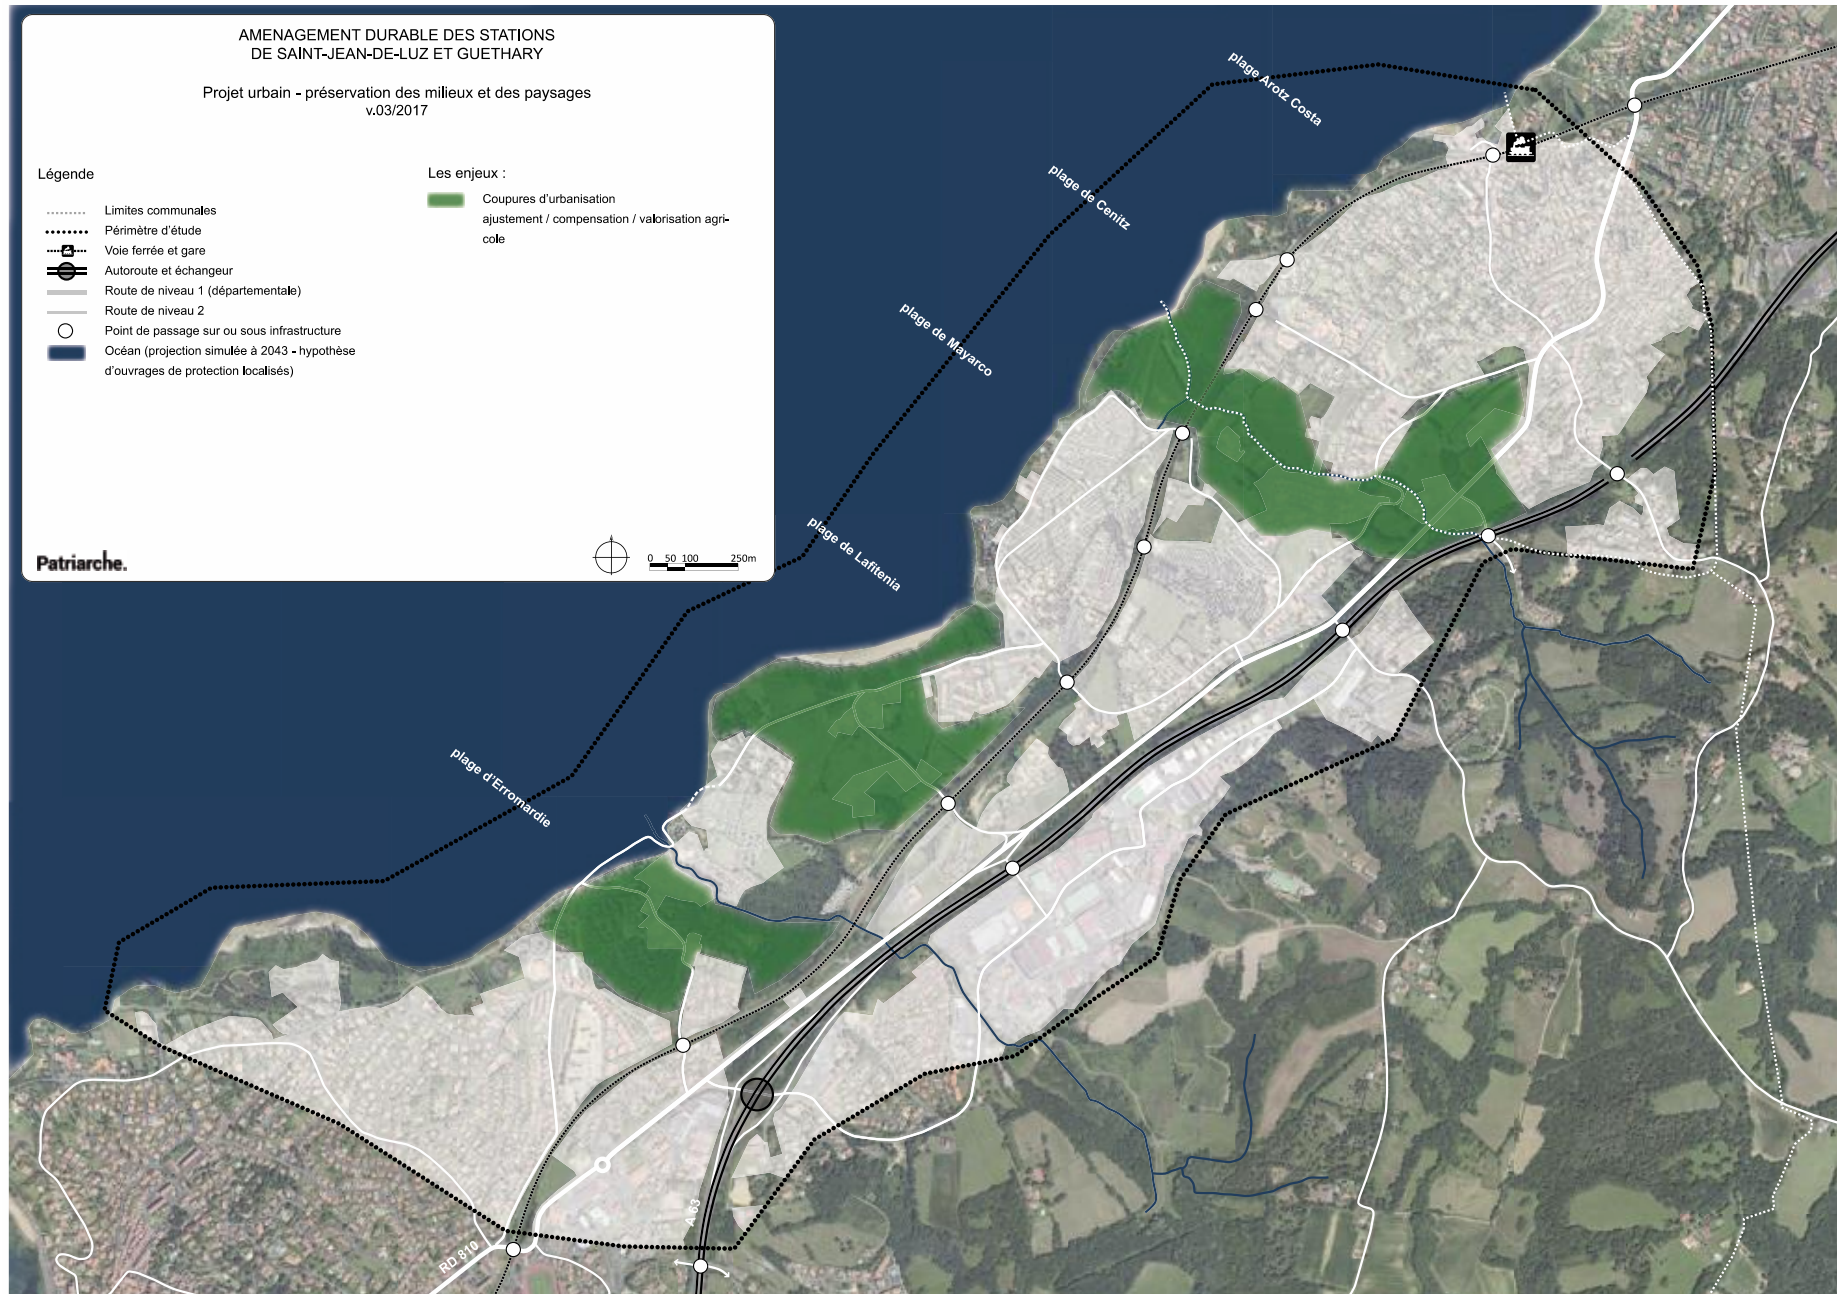 AMENAGEMENT DURABLE DES STATIONS
DE SAINT-JEAN-DE-LUZ ET GUETHARY
Projet urbain - préservation des milieux et des paysages
v.03/2017
Légende
Limites communales
Périmètre d'étude
Voie ferrée et gare
Autoroute et échangeur
Route de niveau 1 (départementale)
Route de niveau 2
Point de passage sur ou sous infrastructure
Océan (projection simulée à 2043 - hypothèse
d'ouvrages de protection localisés)
Les enjeux :
Coupures d'urbanisation
ajustement / compensation / valorisation agri-
cole
Patriarche.
0 50 100 250m
plage Arotz Costa
plage de Cenitz
plage de Mayarco
plage de Lafitenia
plage d'Erromardie
A 63
RD 810